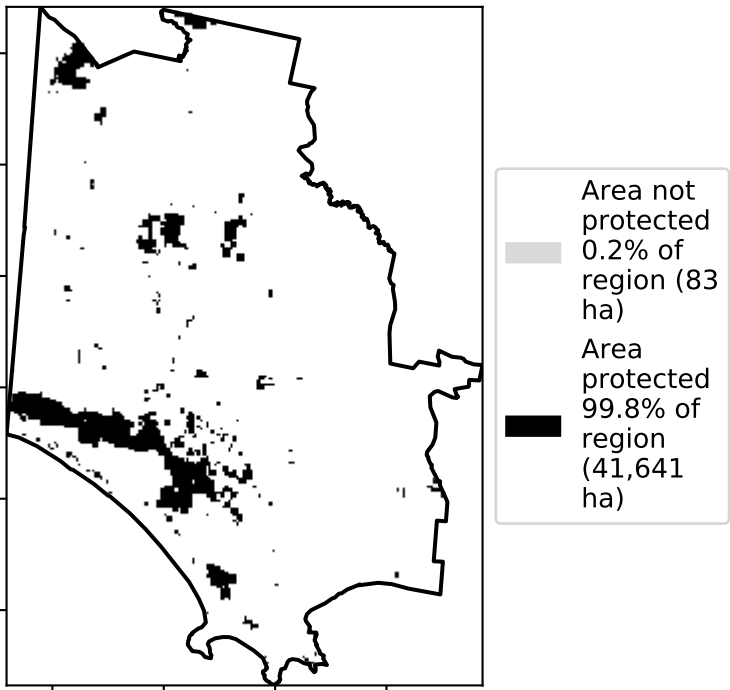 Area not
protected
0.2% of
region (83
ha)
Area
protected
99.8% of
region
(41,641
ha)